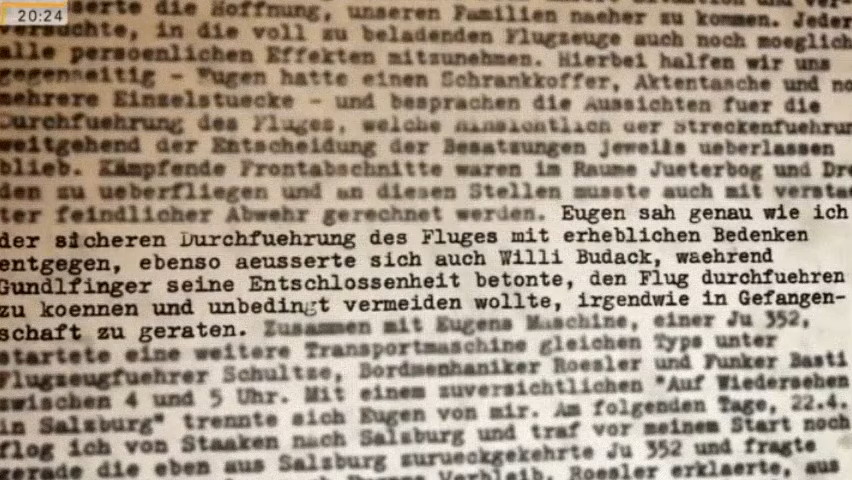 20:24
serte die Hoffnung, unseren Familien naeher zu kommen. Jeder
versuchte, in die voll zu beladenden Flugzeuge auch noch moeglich
alle persoenlichen Effekten mitzunehmen. Hierbei halfen wir uns
gegenseitig - Eugen hatte einen Schrankkoffer, Aktentasche und no
mehrere Einzelstuecke - und besprachen die Aussichten fuer die
Durchfuehrung des Fluges, welche hinsichtlich der Streckenfuehrun
weitgehend der Entscheidung der Besatzungen jeweils ueberlassen
blieb. Kämpfende Frontabschnitte waren im Raume Jueterbog und Dre
den zu ueberfliegen und an diesen Stellen musste auch mit versta
ter feindlicher Abwehr gerechnet werden. Eugen sah genau wie ich
der sicheren Durchfuehrung des Fluges mit erheblichen Bedenken
entgegen, ebenso aeusserte sich auch Willi Budack, waehrend
Gundlfinger seine Entschlossenheit betonte, den Flug durchfuehren
zu koennen und unbedingt vermeiden wollte, irgendwie in Gefangen-
schaft zu geraten. Zusammen mit Eugens Maschine, einer Ju 352,
startete eine weitere Transportmaschine gleichen Typs unter
Flugzeugfuehrer Schultze, Bordmenhaniker Roesler und Funker Basti
zwischen 4 und 5 Uhr. Mit einem zuversichtlichen "Auf Wiedersehen
in Salzburg" trennte sich Eugen von mir. Am folgenden Tage, 22.4.
flog ich von Staaken nach Salzburg und traf vor meinem Start noch
gerade die eben aus Salzburg zurueckgekehrte Ju 352 und fragte
Verbleib. Roesler erklaerte, aus